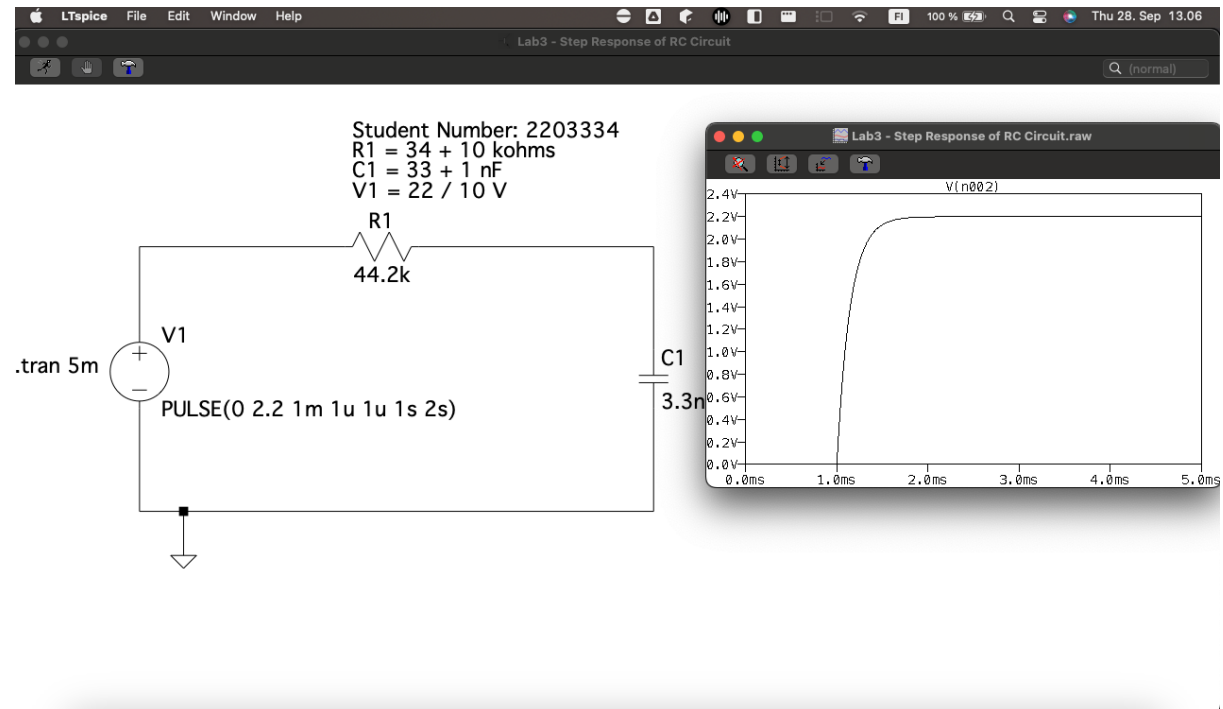 LTspice File Edit Window Help FI 100 % Thu 28. Sep 13.06
Lab3 - Step Response of RC Circuit
(normal)
Student Number: 2203334
R1 = 34 + 10 kohms
C1 = 33 + 1 nF
V1 = 22 / 10 V
R1
44.2k
V1
.tran 5m
PULSE(0 2.2 1m 1u 1u 1s 2s)
C1
3.3n
Lab3 - Step Response of RC Circuit.raw
V(n002)
2.4V
2.2V
2.0V
1.8V
1.6V
1.4V
1.2V
1.0V
0.8V
0.6V
0.4V
0.2V
0.0V
0.0ms 1.0ms 2.0ms 3.0ms 4.0ms 5.0ms